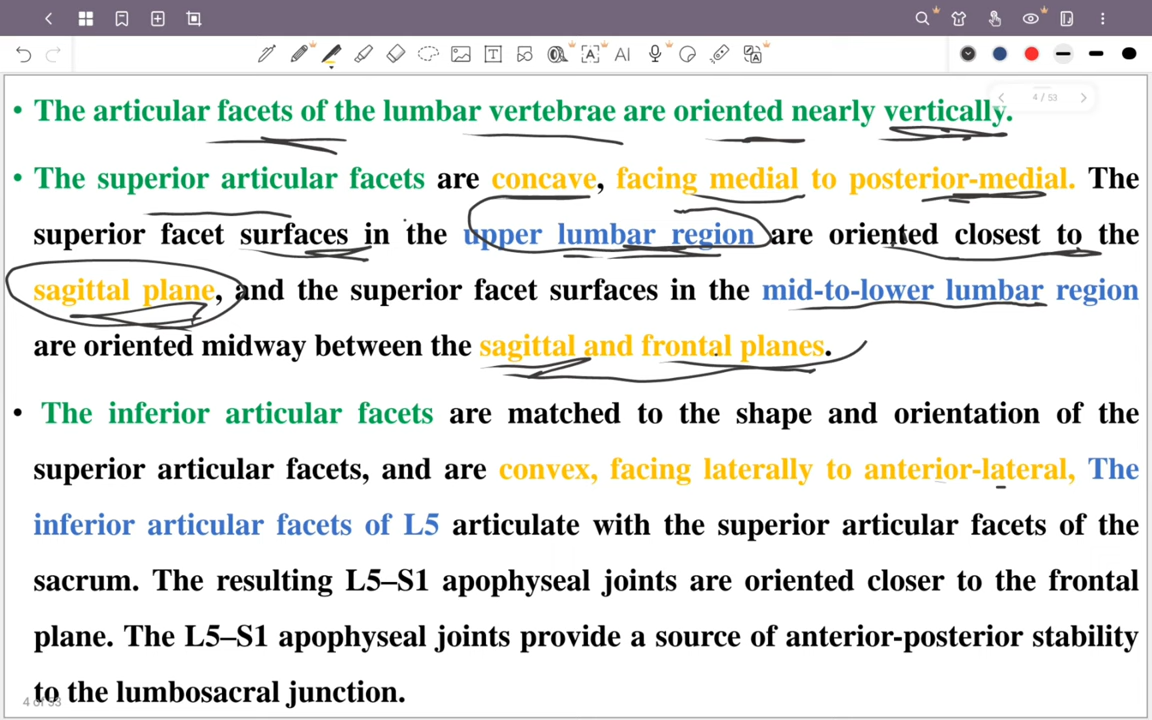 AI
4 / 53
• The articular facets of the lumbar vertebrae are oriented nearly vertically.
• The superior articular facets are concave, facing medial to posterior-medial. The
superior facet surfaces in the upper lumbar region are oriented closest to the
sagittal plane, and the superior facet surfaces in the mid-to-lower lumbar region
are oriented midway between the sagittal and frontal planes.
• The inferior articular facets are matched to the shape and orientation of the
superior articular facets, and are convex, facing laterally to anterior-lateral, The
inferior articular facets of L5 articulate with the superior articular facets of the
sacrum. The resulting L5–S1 apophyseal joints are oriented closer to the frontal
plane. The L5–S1 apophyseal joints provide a source of anterior-posterior stability
to the lumbosacral junction.
4 of 53